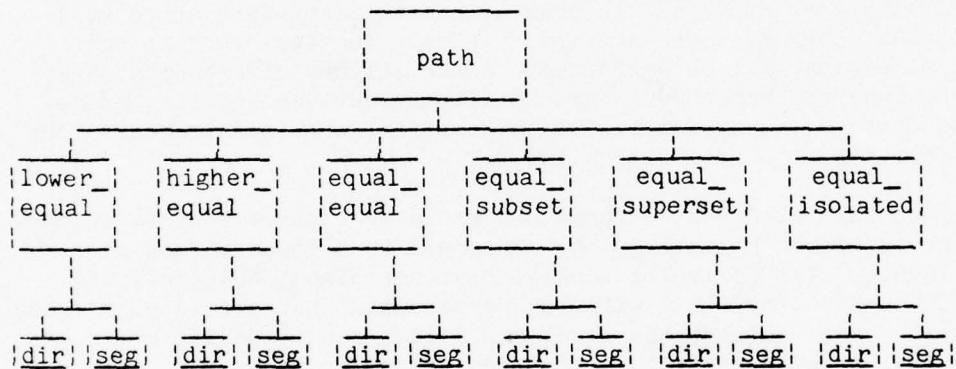 path
lower_ higher_ equal_ equal_ equal_ equal_
equal equal equal subset superset isolated
dir seg dir seg dir seg dir seg dir seg dir seg